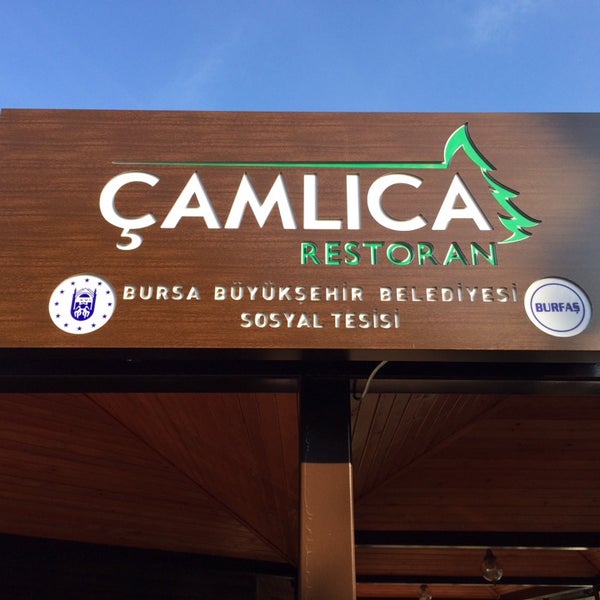 ÇAMLICA
RESTORAN
BURSA BÜYÜKŞEHİR BELEDİYESİ
SOSYAL TESİSİ
BURFAŞ